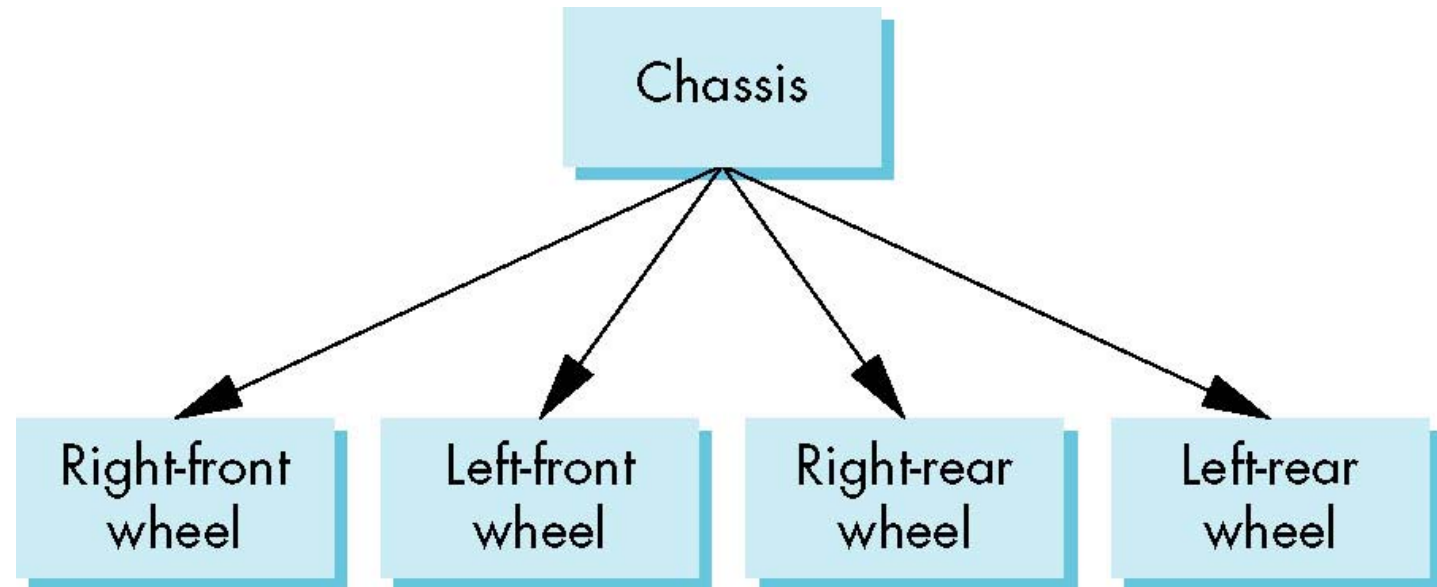 Chassis
Right-front
wheel
Left-front
wheel
Right-rear
wheel
Left-rear
wheel